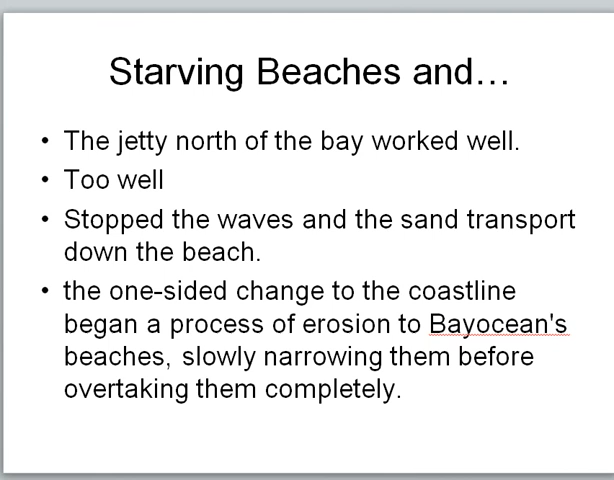 Starving Beaches and…
• The jetty north of the bay worked well.
• Too well
• Stopped the waves and the sand transport
down the beach.
• the one-sided change to the coastline
began a process of erosion to Bayocean's
beaches, slowly narrowing them before
overtaking them completely.